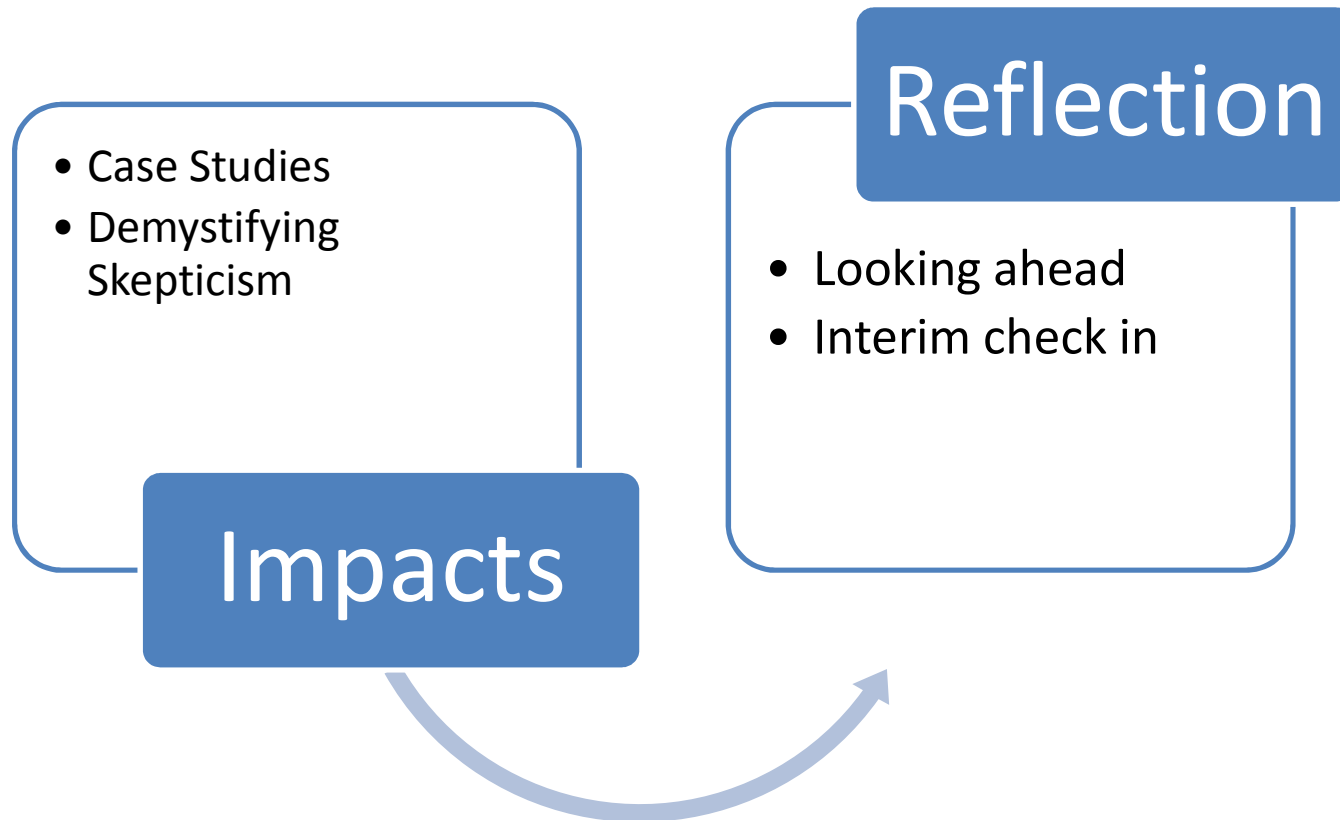 • Case Studies
• Demystifying
Skepticism
Impacts
Reflection
• Looking ahead
• Interim check in